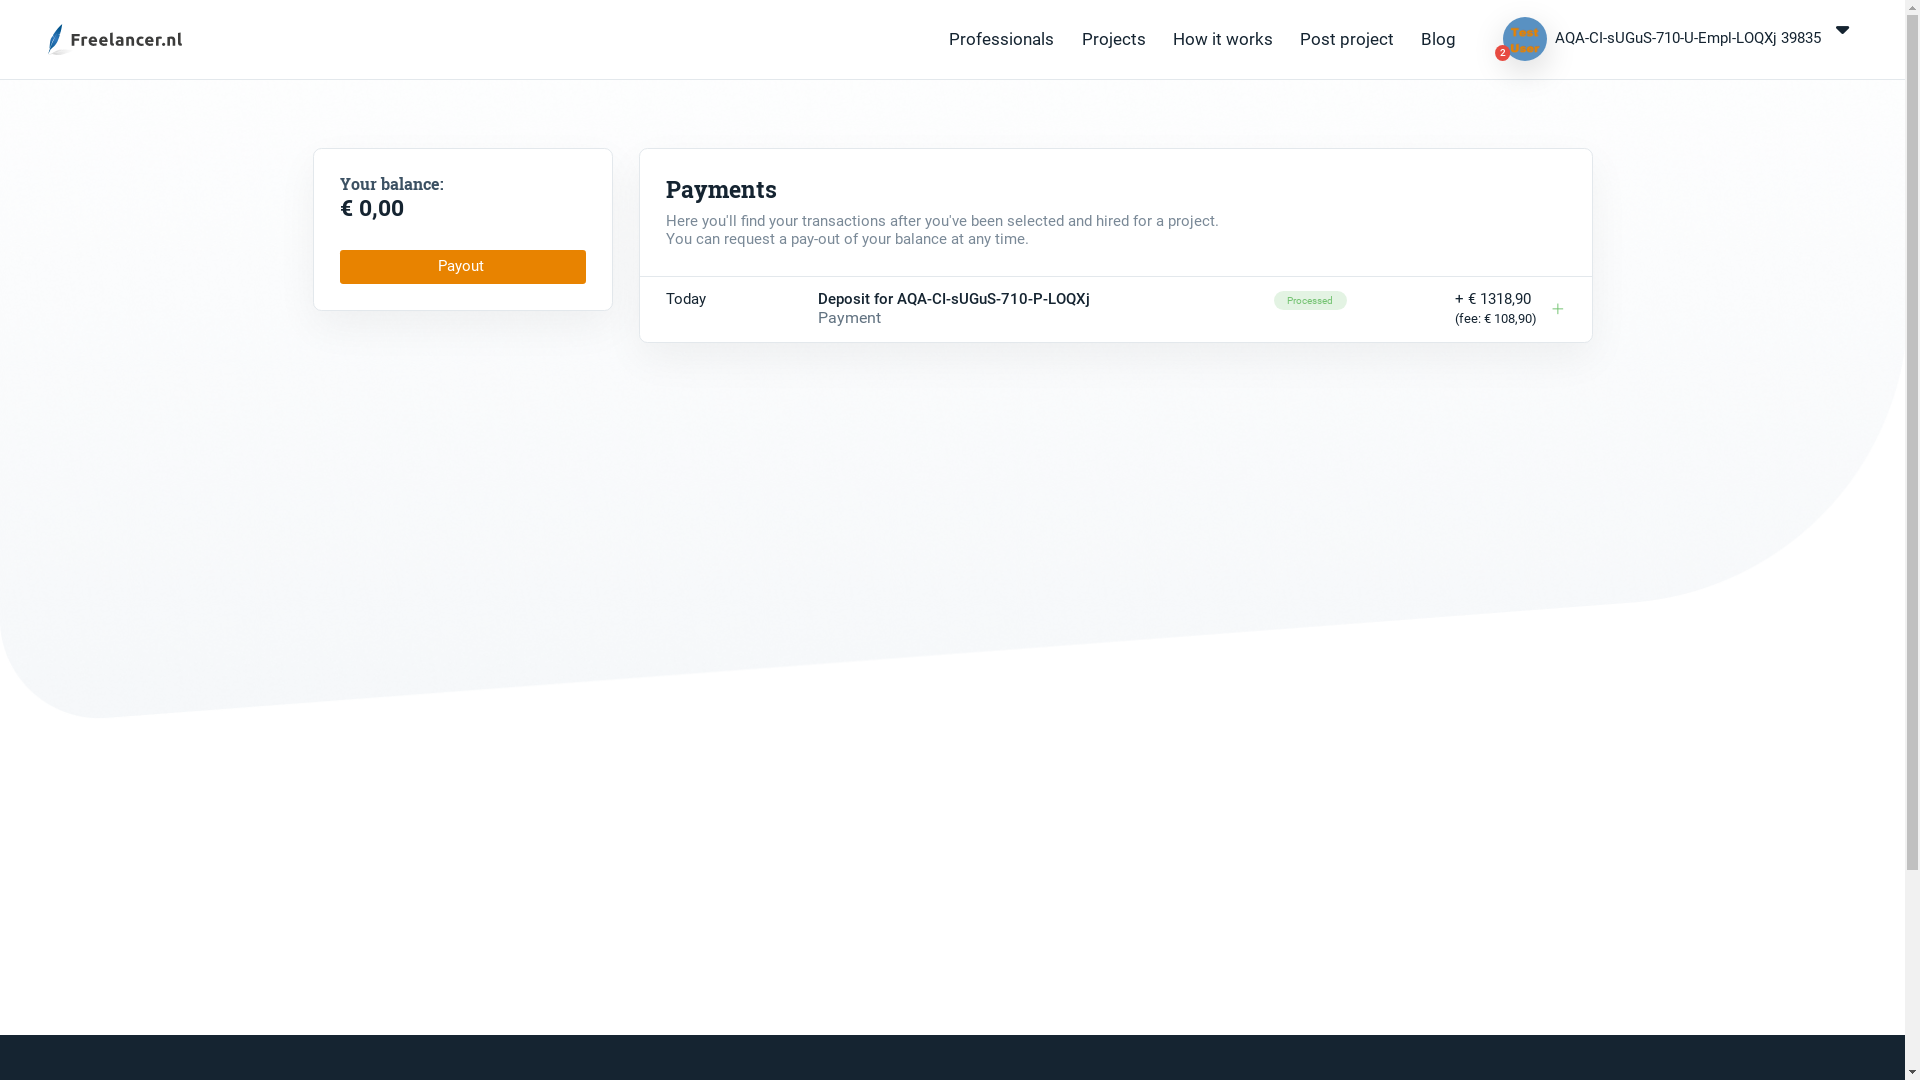 Freelancer.nl
Professionals
Projects
How it works
Post project
Blog
Test
User
2
AQA-CI-sUGuS-710-U-Empl-LOQXj 39835
Your balance:
€ 0,00
Payout
Payments
Here you'll find your transactions after you've been selected and hired for a project.
You can request a pay-out of your balance at any time.
Today
Deposit for AQA-CI-sUGuS-710-P-LOQXj
Payment
Processed
+ € 1318,90
(fee: € 108,90)
+